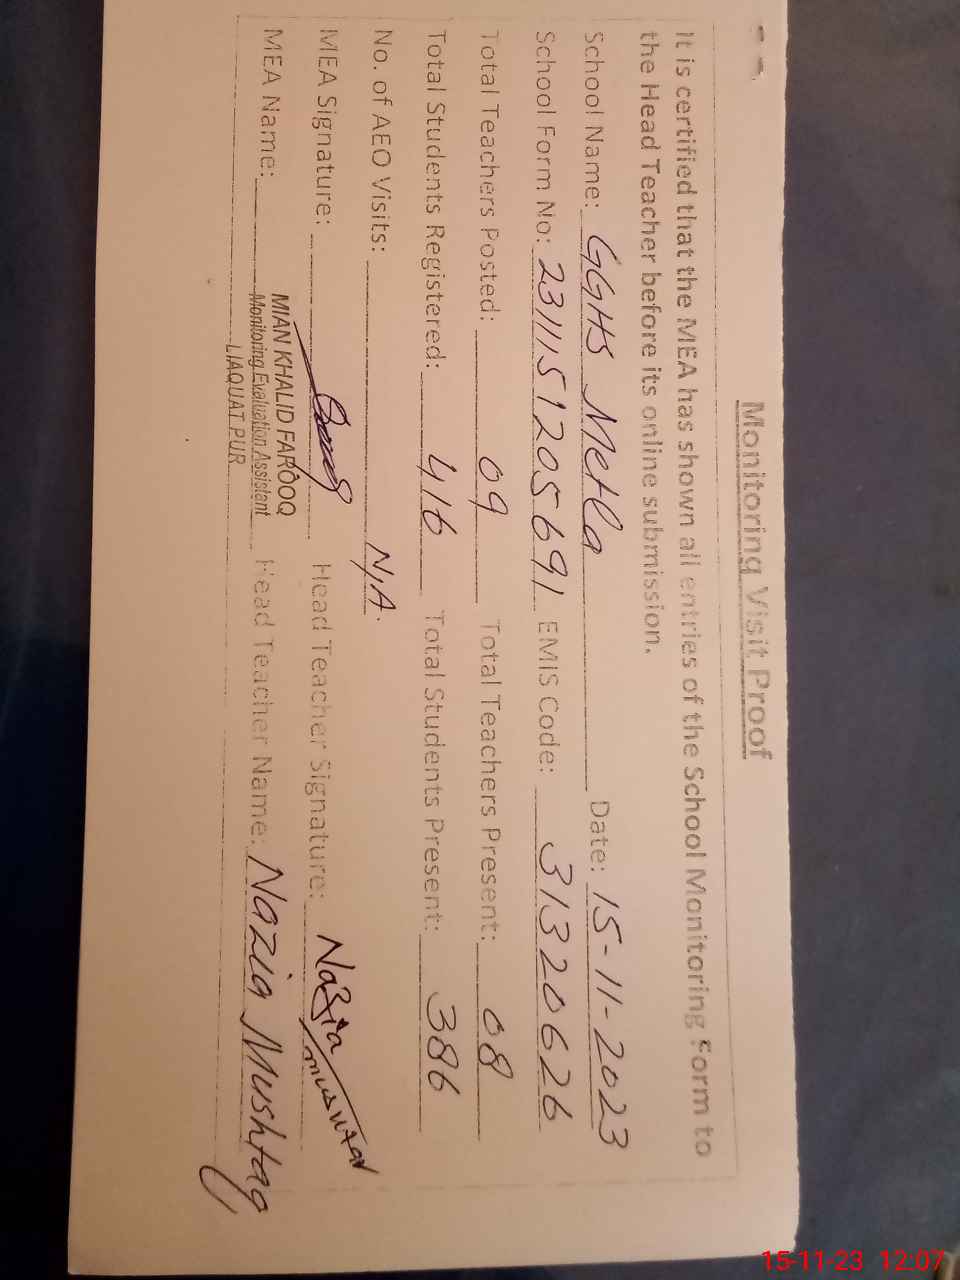 Monitoring Visit Proof
It is certified that the MEA has shown all entries of the School Monitoring Form to
the Head Teacher before its online submission.
School Name: GGHS Metla Date: 15-11-2023
School Form No: 2311151205691 EMIS Code: 31320626
Total Teachers Posted: 09 Total Teachers Present: 08
Total Students Registered: 416 Total Students Present: 386
No. of AEO Visits: N/A.
MEA Signature: Head Teacher Signature: Nazia Mushtaq
MEA Name: MIAN KHALID FAROOQ Head Teacher Name: Nazia Mushtaq
Monitoring Evaluation Assistent
LIAQUAT PUR
15-11-23 12:07